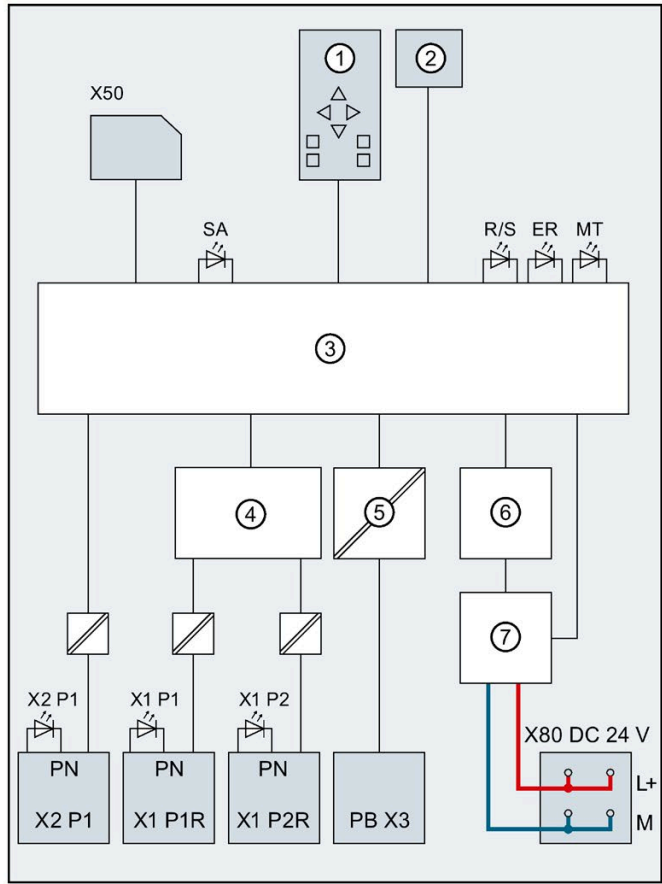 ① ②
X50
SA R/S ER MT
③
④ ⑤ ⑥
⑦
X2 P1 X1 P1 X1 P2
X80 DC 24 V
PN PN PN
L+
X2 P1 X1 P1R X1 P2R PB X3
M